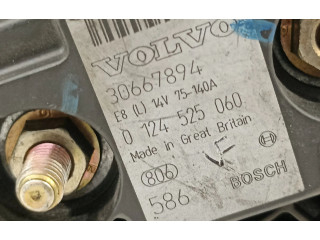 VOLVO
30667894
E8 (L) 14V 75-140A
0 124 525 060
Made in Great Britain
(806)
586
BOSCH